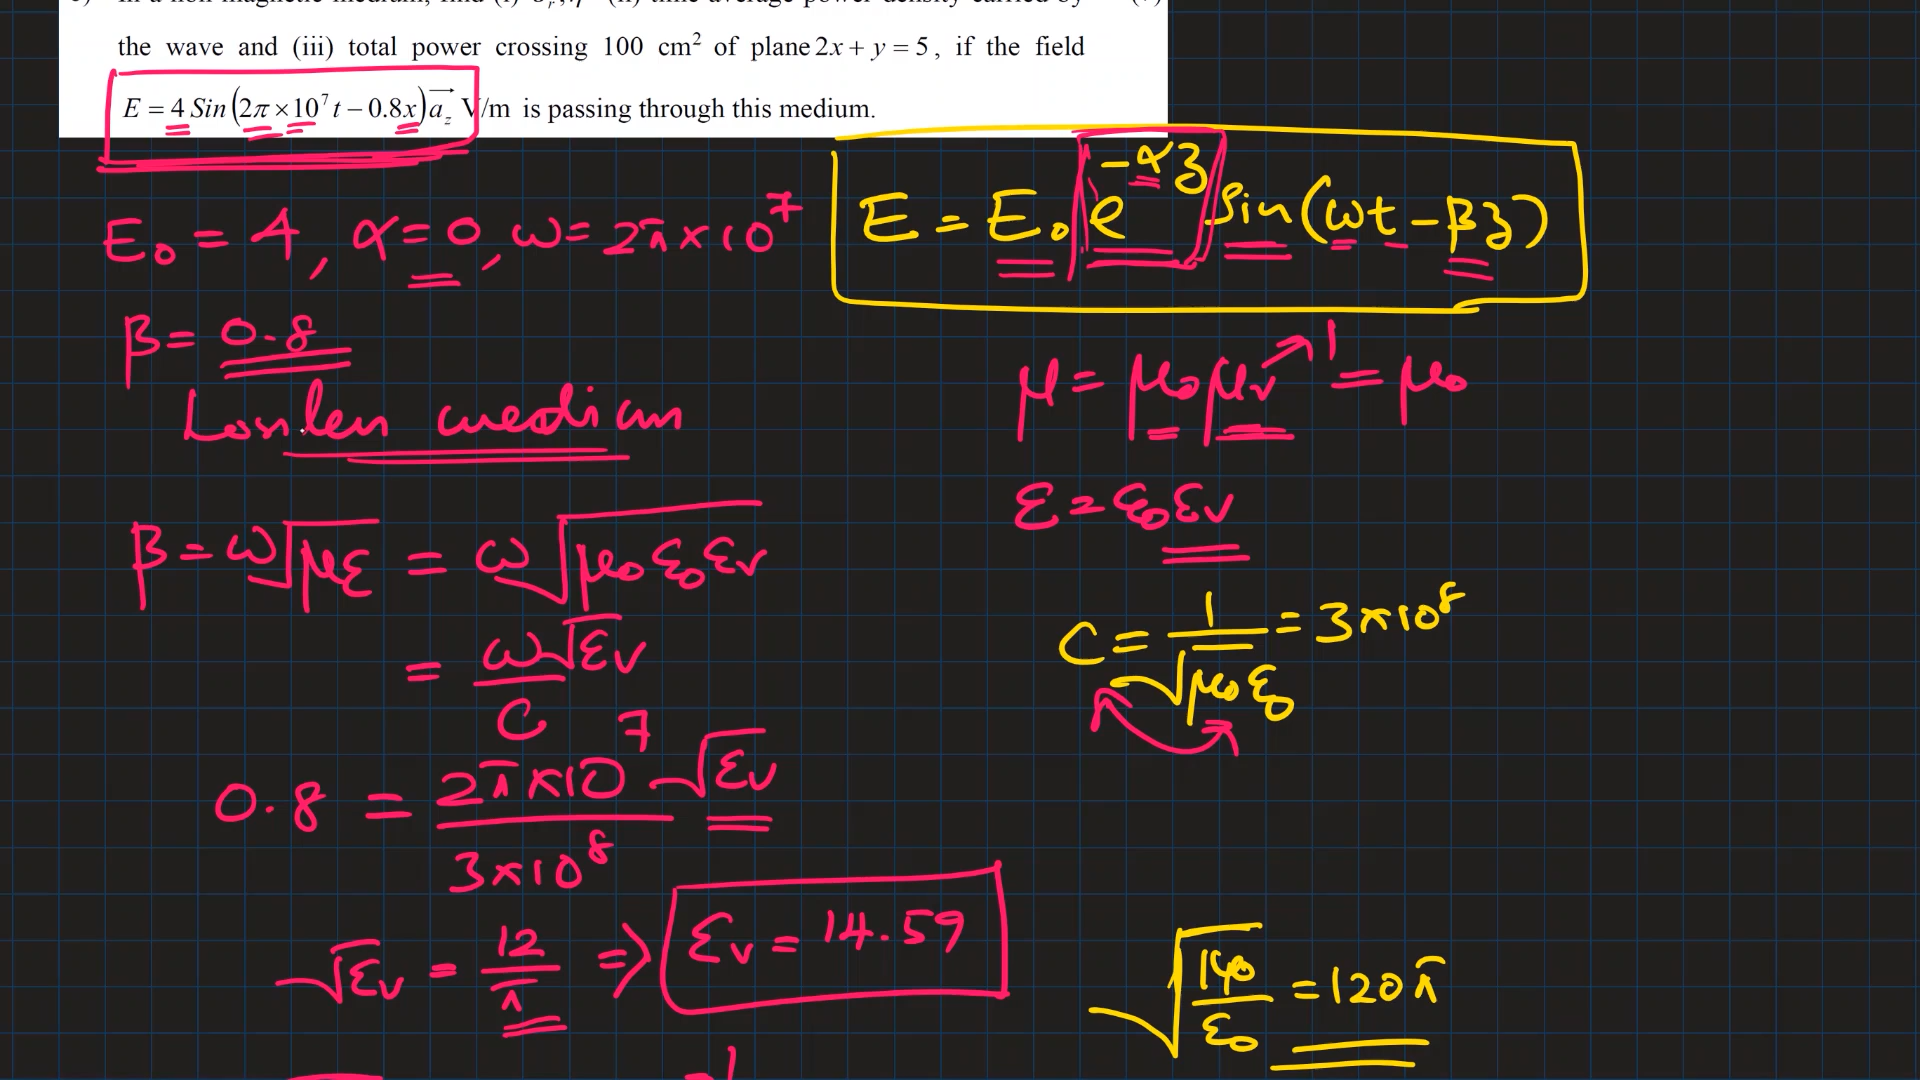 the wave and (iii) total power crossing 100 cm² of plane 2x + y = 5, if the field
E = 4 Sin(2π×10⁷t − 0.8x)a_z V/m is passing through this medium.
E = E₀ e^(-αz) Sin(ωt − βz)
E₀ = 4, α = 0, ω = 2π×10⁷
β = 0.8
μ = μ₀μr → 1 = μ₀
ε = ε₀εr
β = ω√με = ω√μ₀ε₀εr
= ω√εr / C
C = 1/√μ₀ε₀ = 3×10⁸
0.8 = 2π×10⁷ √εr / 3×10⁸
√εr = 12/π ⇒ εr = 14.59
√μ₀/ε₀ = 120π